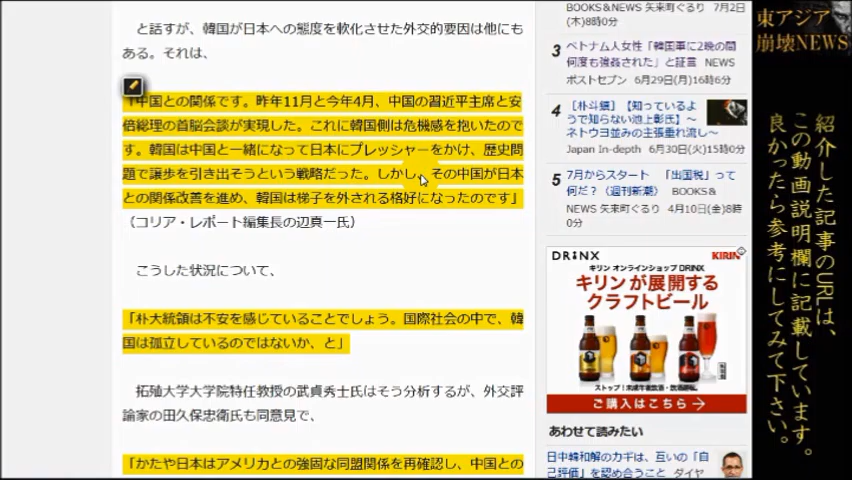 と話すが、韓国が日本への態度を軟化させた外交的要因は他にも
ある。それは、
「中国との関係です。昨年11月と今年4月、中国の習近平主席と安
倍総理の首脳会談が実現した。これに韓国側は危機感を抱いたので
す。韓国は中国と一緒になって日本にプレッシャーをかけ、歴史問
題で譲歩を引き出そうという戦略だった。しかし、その中国が日本
との関係改善を進め、韓国は梯子を外される格好になったのです」
（コリア・レポート編集長の辺真一氏）
こうした状況について、
「朴大統領は不安を感じていることでしょう。国際社会の中で、韓
国は孤立しているのではないか、と」
拓殖大学大学院特任教授の武貞秀士氏はそう分析するが、外交評
論家の田久保忠衛氏も同意見で、
「かたや日本はアメリカとの強固な同盟関係を再確認し、中国との
BOOKS＆NEWS 矢来町ぐるり 7月2日
(木)8時0分
3 ベトナム人女性「韓国軍に2晩の間
何度も強姦された」と証言 NEWS
ポストセブン 6月29日(月)16時6分
4 ［朴斗鎮］【知っているよ
うで知らない池上彰氏】～
ネトウヨ並みの主張垂れ流し～
Japan In-depth 6月30日(火)15時0分
5 7月からスタート 「出国税」って
何だ？〈週刊新潮〉 BOOKS＆
NEWS 矢来町ぐるり 4月10日(金)8時
0分
DRINX
KIRIN
キリン オンラインショップ DRINX
キリンが展開する
クラフトビール
ストップ！未成年者飲酒・飲酒運転。
ご購入はこちら
あわせて読みたい
日中韓和解のカギは、互いの「自
己評価」を認め合うこと ダイヤ
東アジア
崩壊NEWS
紹介した記事のURLは、
この動画説明欄に記載しています。
良かったら参考にしてみて下さい。